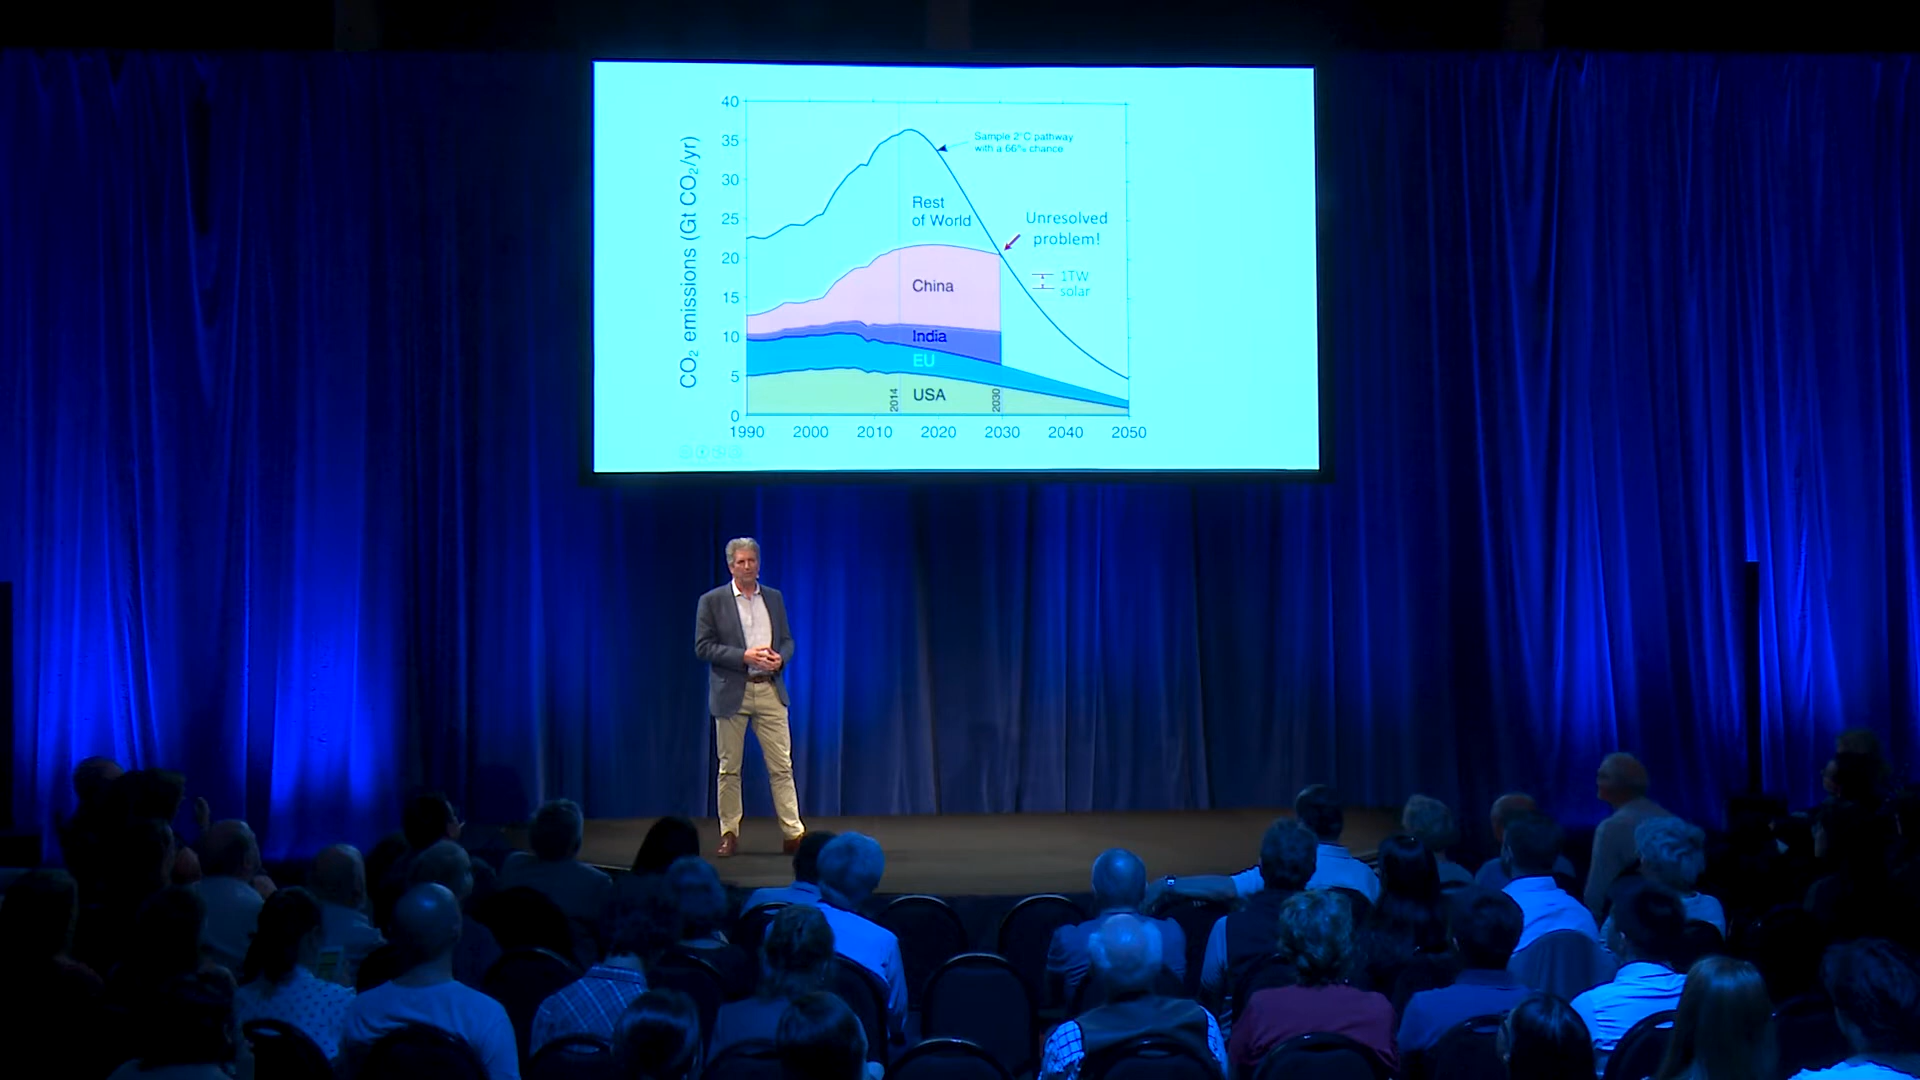 40
35
30
25
20
15
10
5
0
CO₂ emissions (Gt CO₂/yr)
Sample 2°C pathway
with a 66% chance
Rest
of World
Unresolved
problem!
1TW
solar
China
India
EU
USA
2014
2030
1990 2000 2010 2020 2030 2040 2050